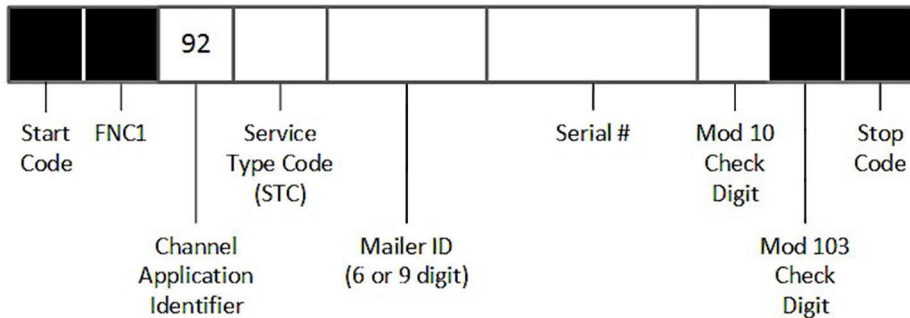 92
Start
Code
FNC1
Service
Type Code
(STC)
Serial #
Mod 10
Check
Digit
Stop
Code
Channel
Application
Identifier
Mailer ID
(6 or 9 digit)
Mod 103
Check
Digit